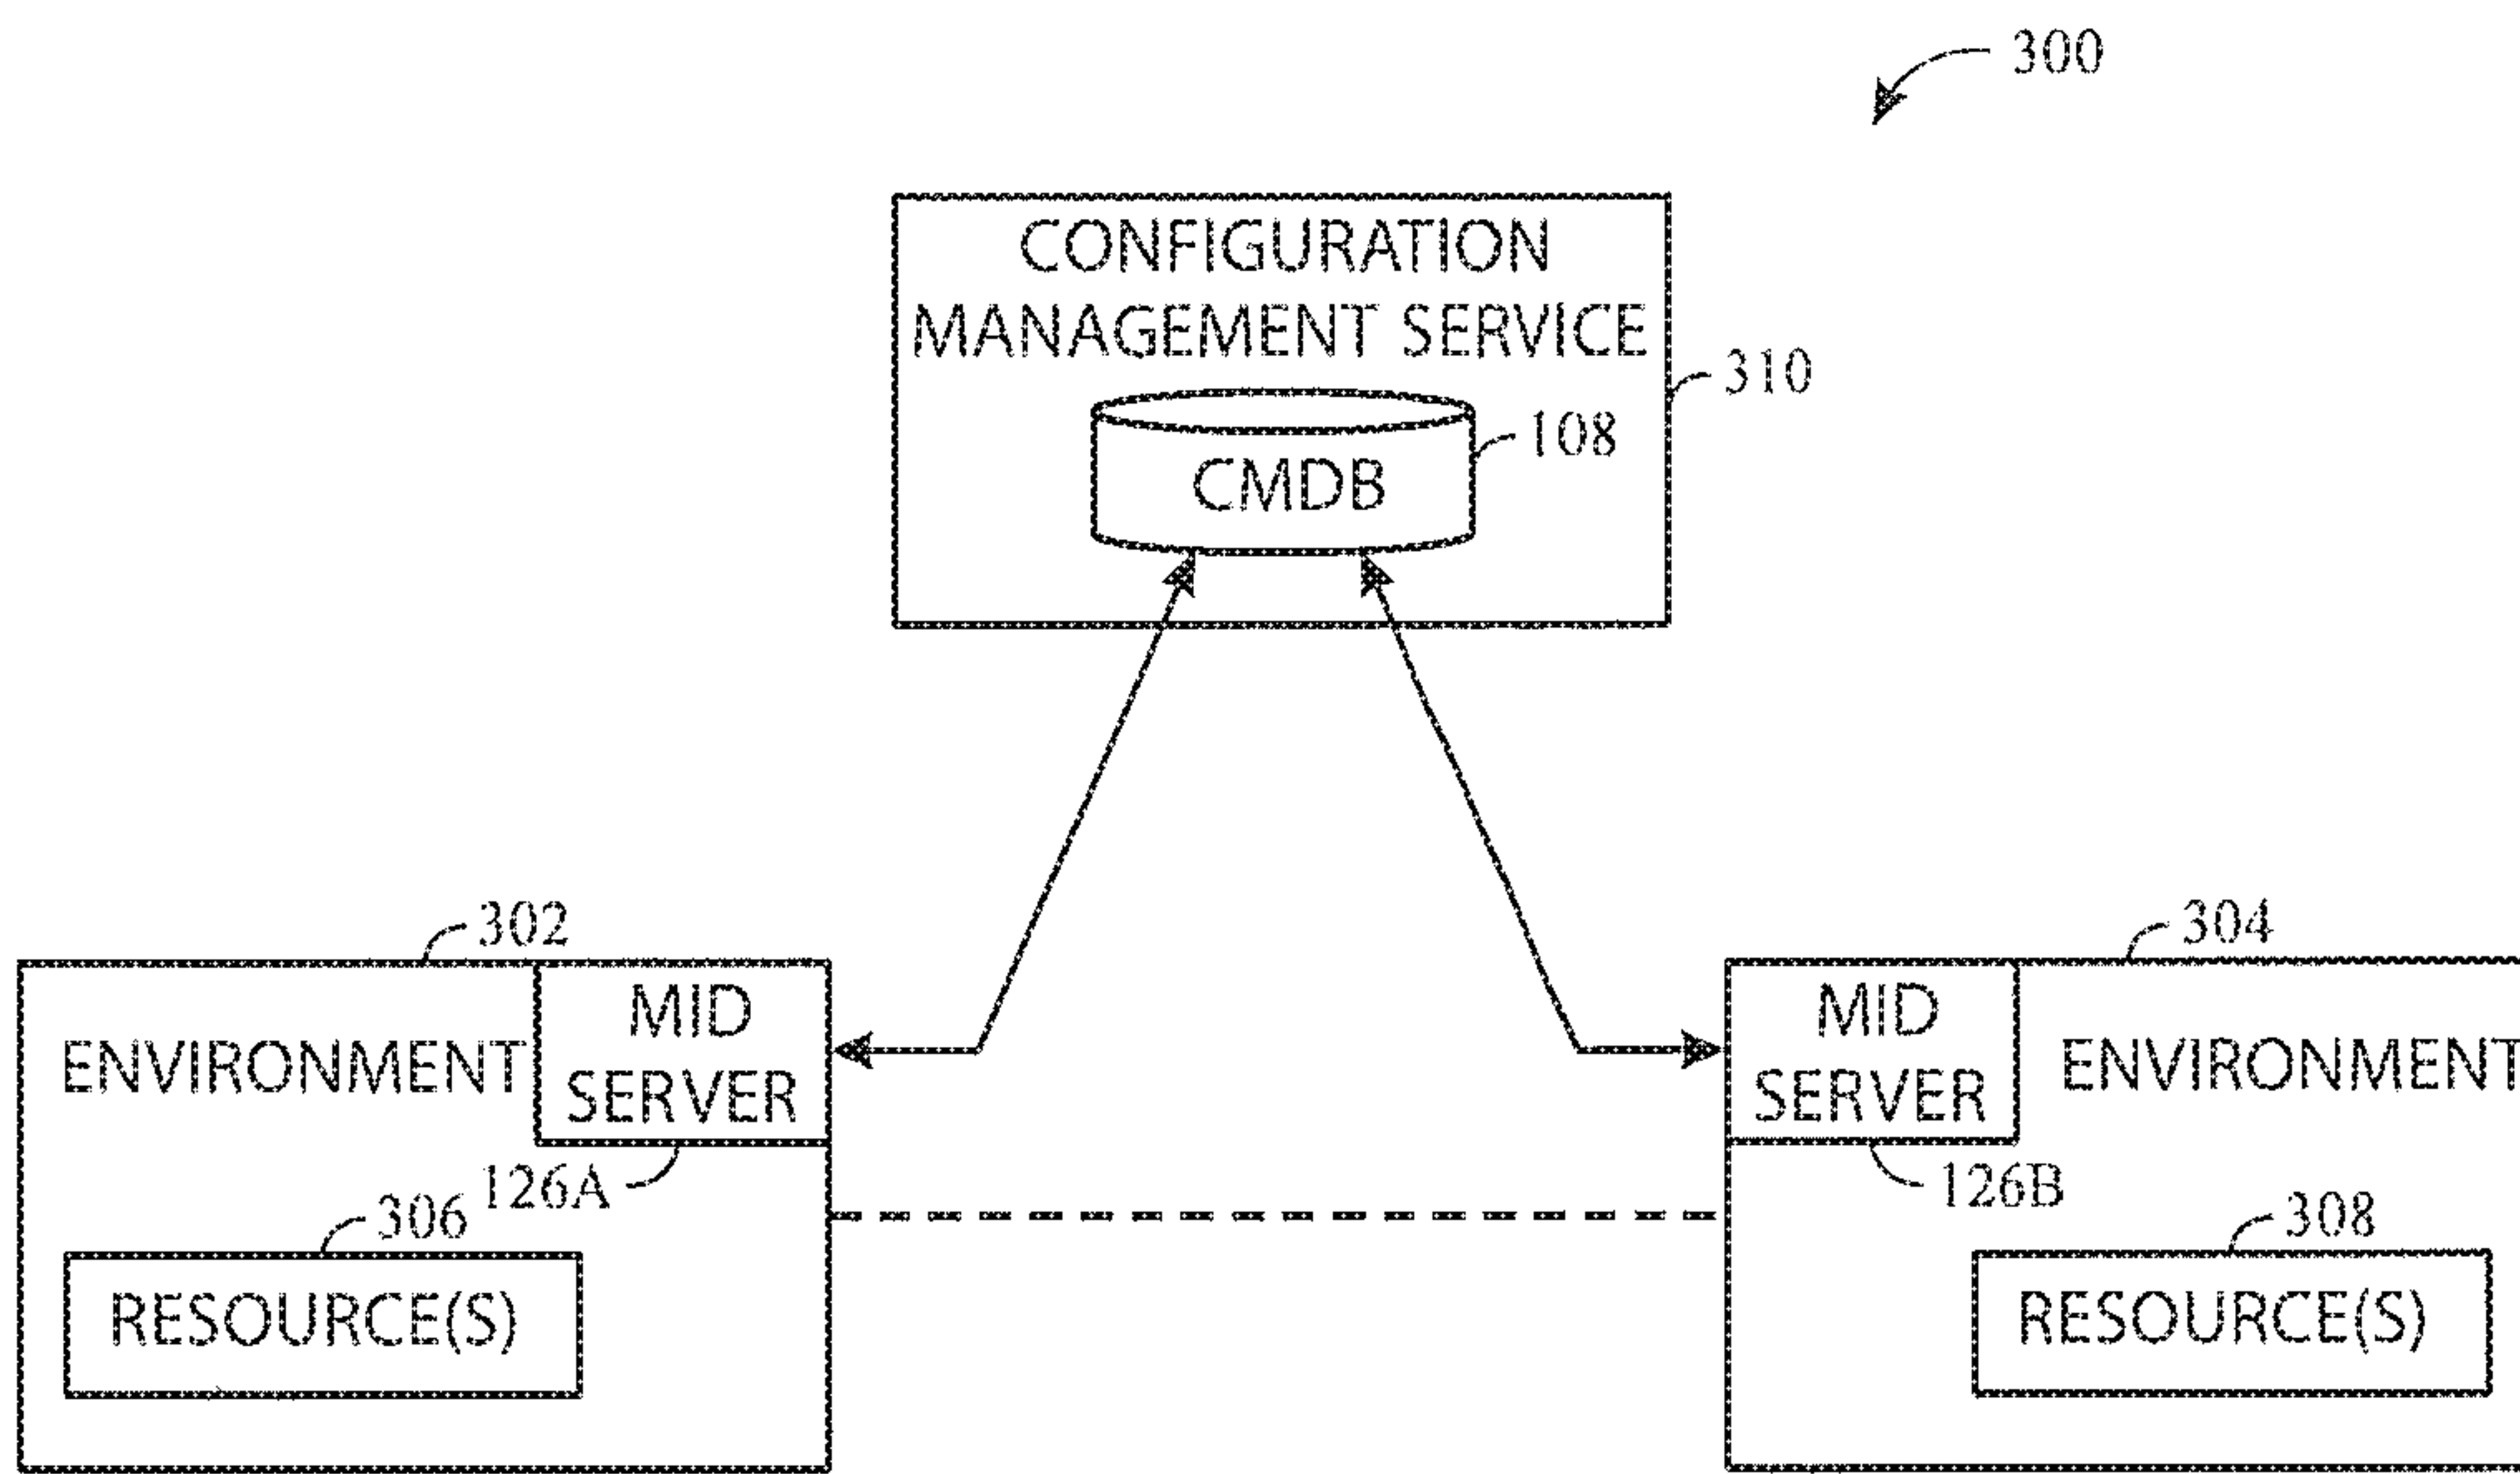 300
CONFIGURATION
MANAGEMENT SERVICE
310
108
CMDB
302
ENVIRONMENT
MID
SERVER
126A
306
RESOURCE(S)
304
MID
SERVER
ENVIRONMENT
126B
308
RESOURCE(S)